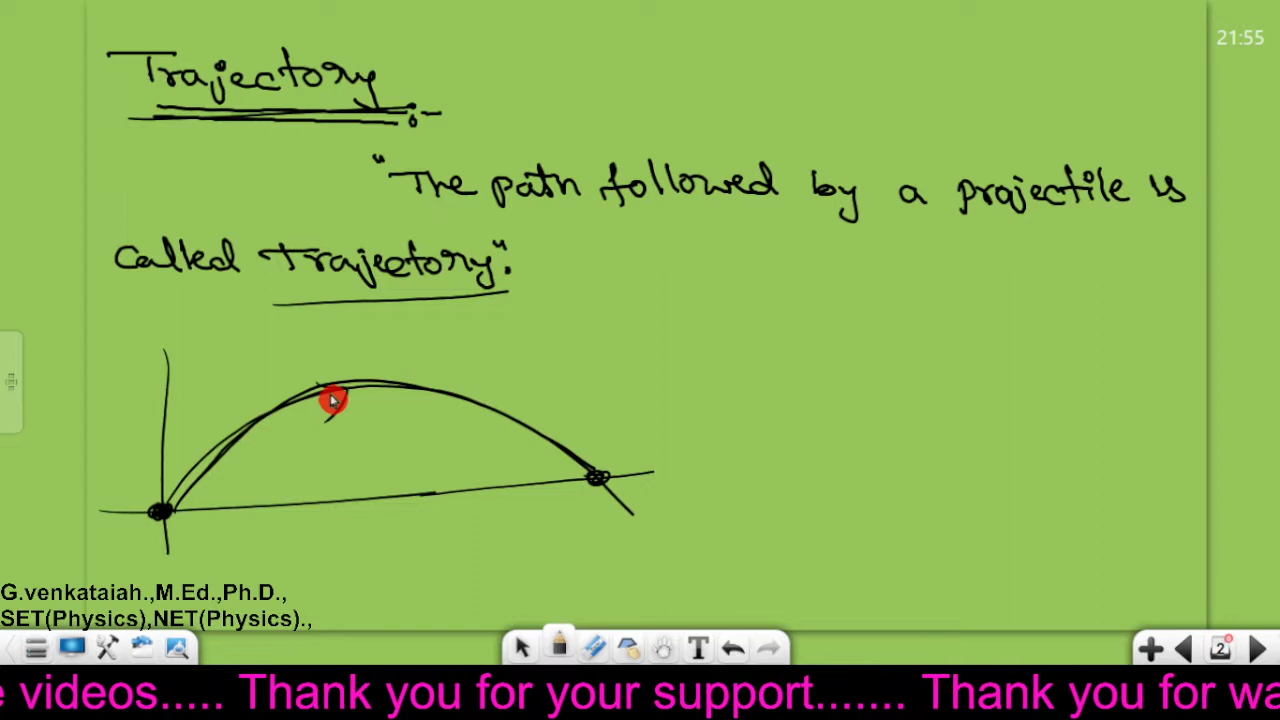 21:55
Trajectory :-
"The path followed by a projectile is
called trajectory".
G.venkataiah.,M.Ed.,Ph.D.,
SET(Physics),NET(Physics).,
T
2
e videos..... Thank you for your support....... Thank you for wa